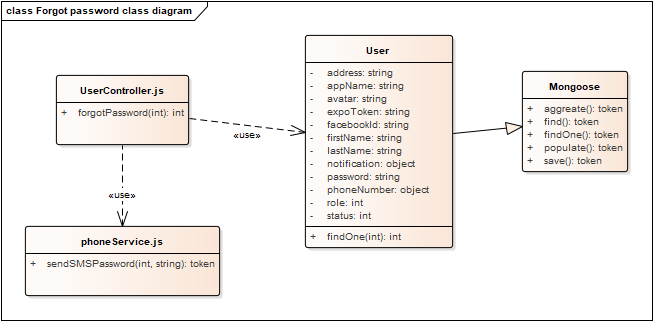 class Forgot password class diagram
UserController.js
+ forgotPassword(int): int
«use»
«use»
phoneService.js
+ sendSMSPassword(int, string): token
User
- address: string
- appName: string
- avatar: string
- expoToken: string
- facebookId: string
- firstName: string
- lastName: string
- notification: object
- password: string
- phoneNumber: object
- role: int
- status: int
+ findOne(int): int
Mongoose
+ aggreate(): token
+ find(): token
+ findOne(): token
+ populate(): token
+ save(): token